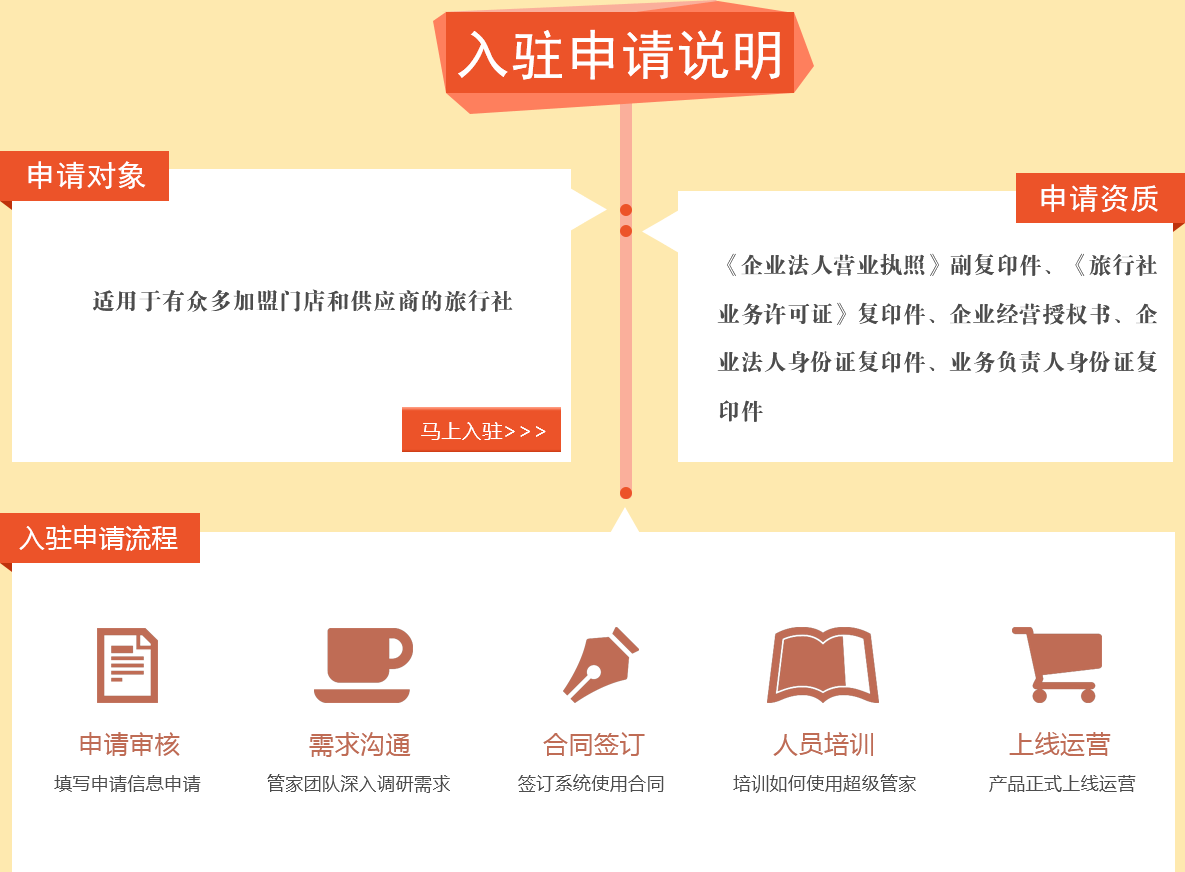 入驻申请说明
申请对象
适用于有众多加盟门店和供应商的旅行社
马上入驻>>>
申请资质
《企业法人营业执照》副复印件、《旅行社
业务许可证》复印件、企业经营授权书、企
业法人身份证复印件、业务负责人身份证复
印件
入驻申请流程
申请审核
填写申请信息申请
需求沟通
管家团队深入调研需求
合同签订
签订系统使用合同
人员培训
培训如何使用超级管家
上线运营
产品正式上线运营